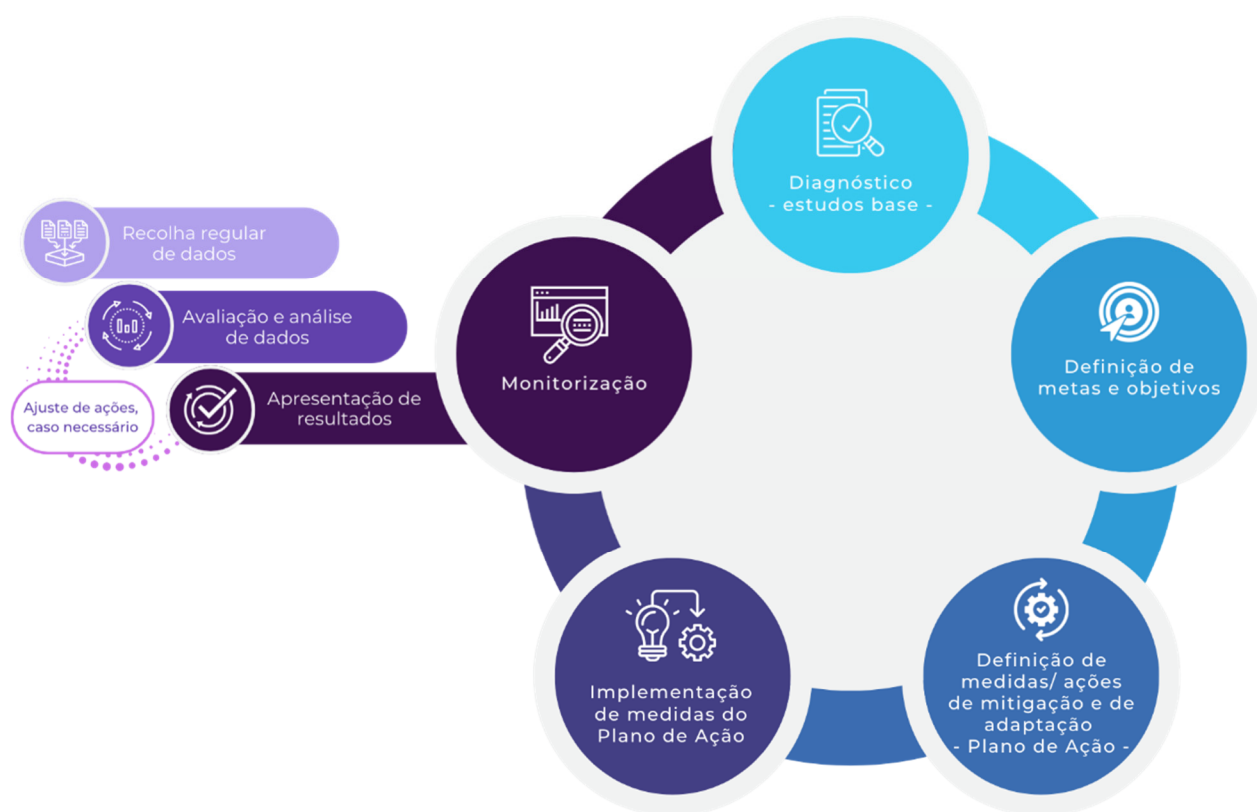 Diagnóstico
- estudos base -
Definição de
metas e objetivos
Definição de
medidas/ ações
de mitigação e de
adaptação
- Plano de Ação -
Implementação
de medidas do
Plano de Ação
Monitorização
Recolha regular
de dados
Avaliação e análise
de dados
Apresentação de
resultados
Ajuste de ações,
caso necessário